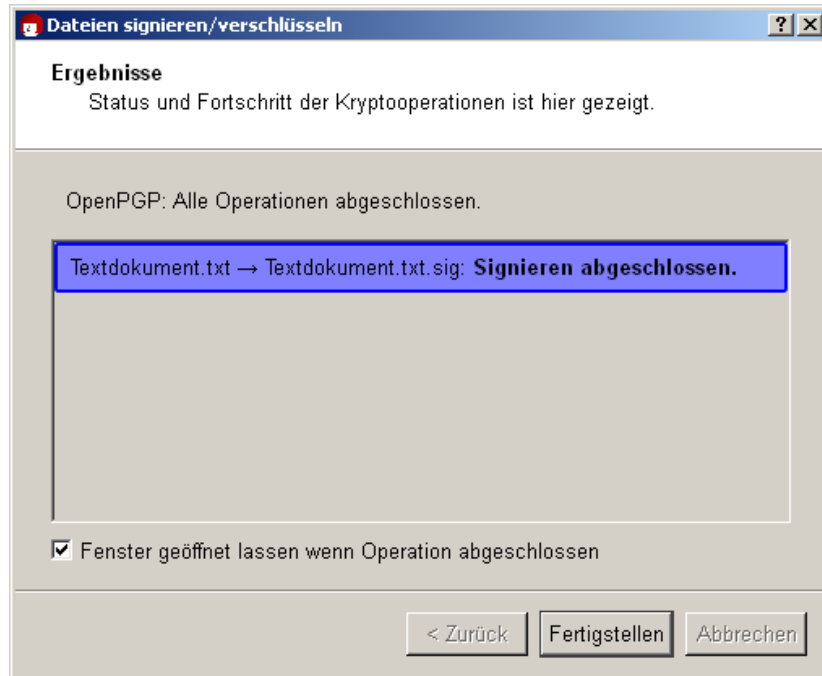 Dateien signieren/verschlüsseln
Ergebnisse
Status und Fortschritt der Kryptooperationen ist hier gezeigt.
OpenPGP: Alle Operationen abgeschlossen.
Textdokument.txt → Textdokument.txt.sig: Signieren abgeschlossen.
Fenster geöffnet lassen wenn Operation abgeschlossen
< Zurück Fertigstellen Abbrechen